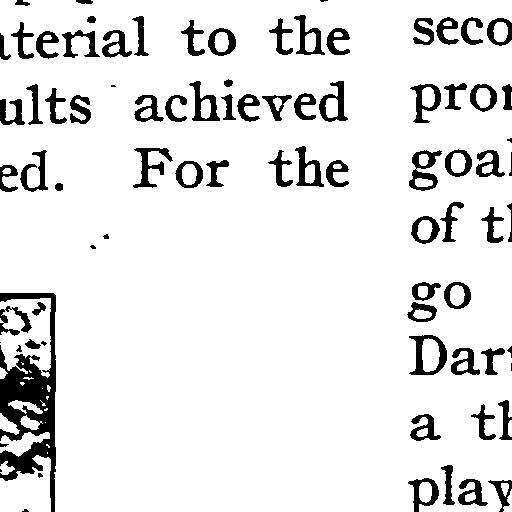 aterial to the
ults achieved
ed. For the
seco
pron
goal
of th
go
Dart
a th
play